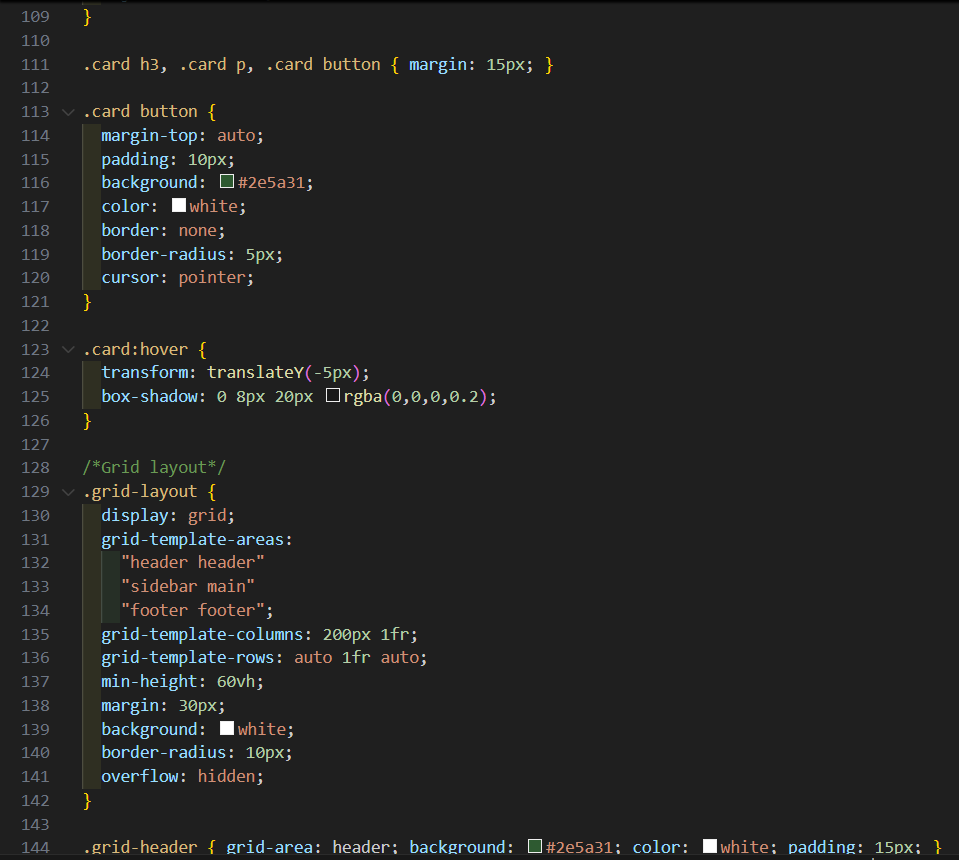 109 }
110
111 .card h3, .card p, .card button { margin: 15px; }
112
113 .card button {
114 margin-top: auto;
115 padding: 10px;
116 background: #2e5a31;
117 color: white;
118 border: none;
119 border-radius: 5px;
120 cursor: pointer;
121 }
122
123 .card:hover {
124 transform: translateY(-5px);
125 box-shadow: 0 8px 20px rgba(0,0,0,0.2);
126 }
127
128 /*Grid layout*/
129 .grid-layout {
130 display: grid;
131 grid-template-areas:
132 "header header"
133 "sidebar main"
134 "footer footer";
135 grid-template-columns: 200px 1fr;
136 grid-template-rows: auto 1fr auto;
137 min-height: 60vh;
138 margin: 30px;
139 background: white;
140 border-radius: 10px;
141 overflow: hidden;
142 }
143
144 .grid-header { grid-area: header; background: #2e5a31; color: white; padding: 15px; }